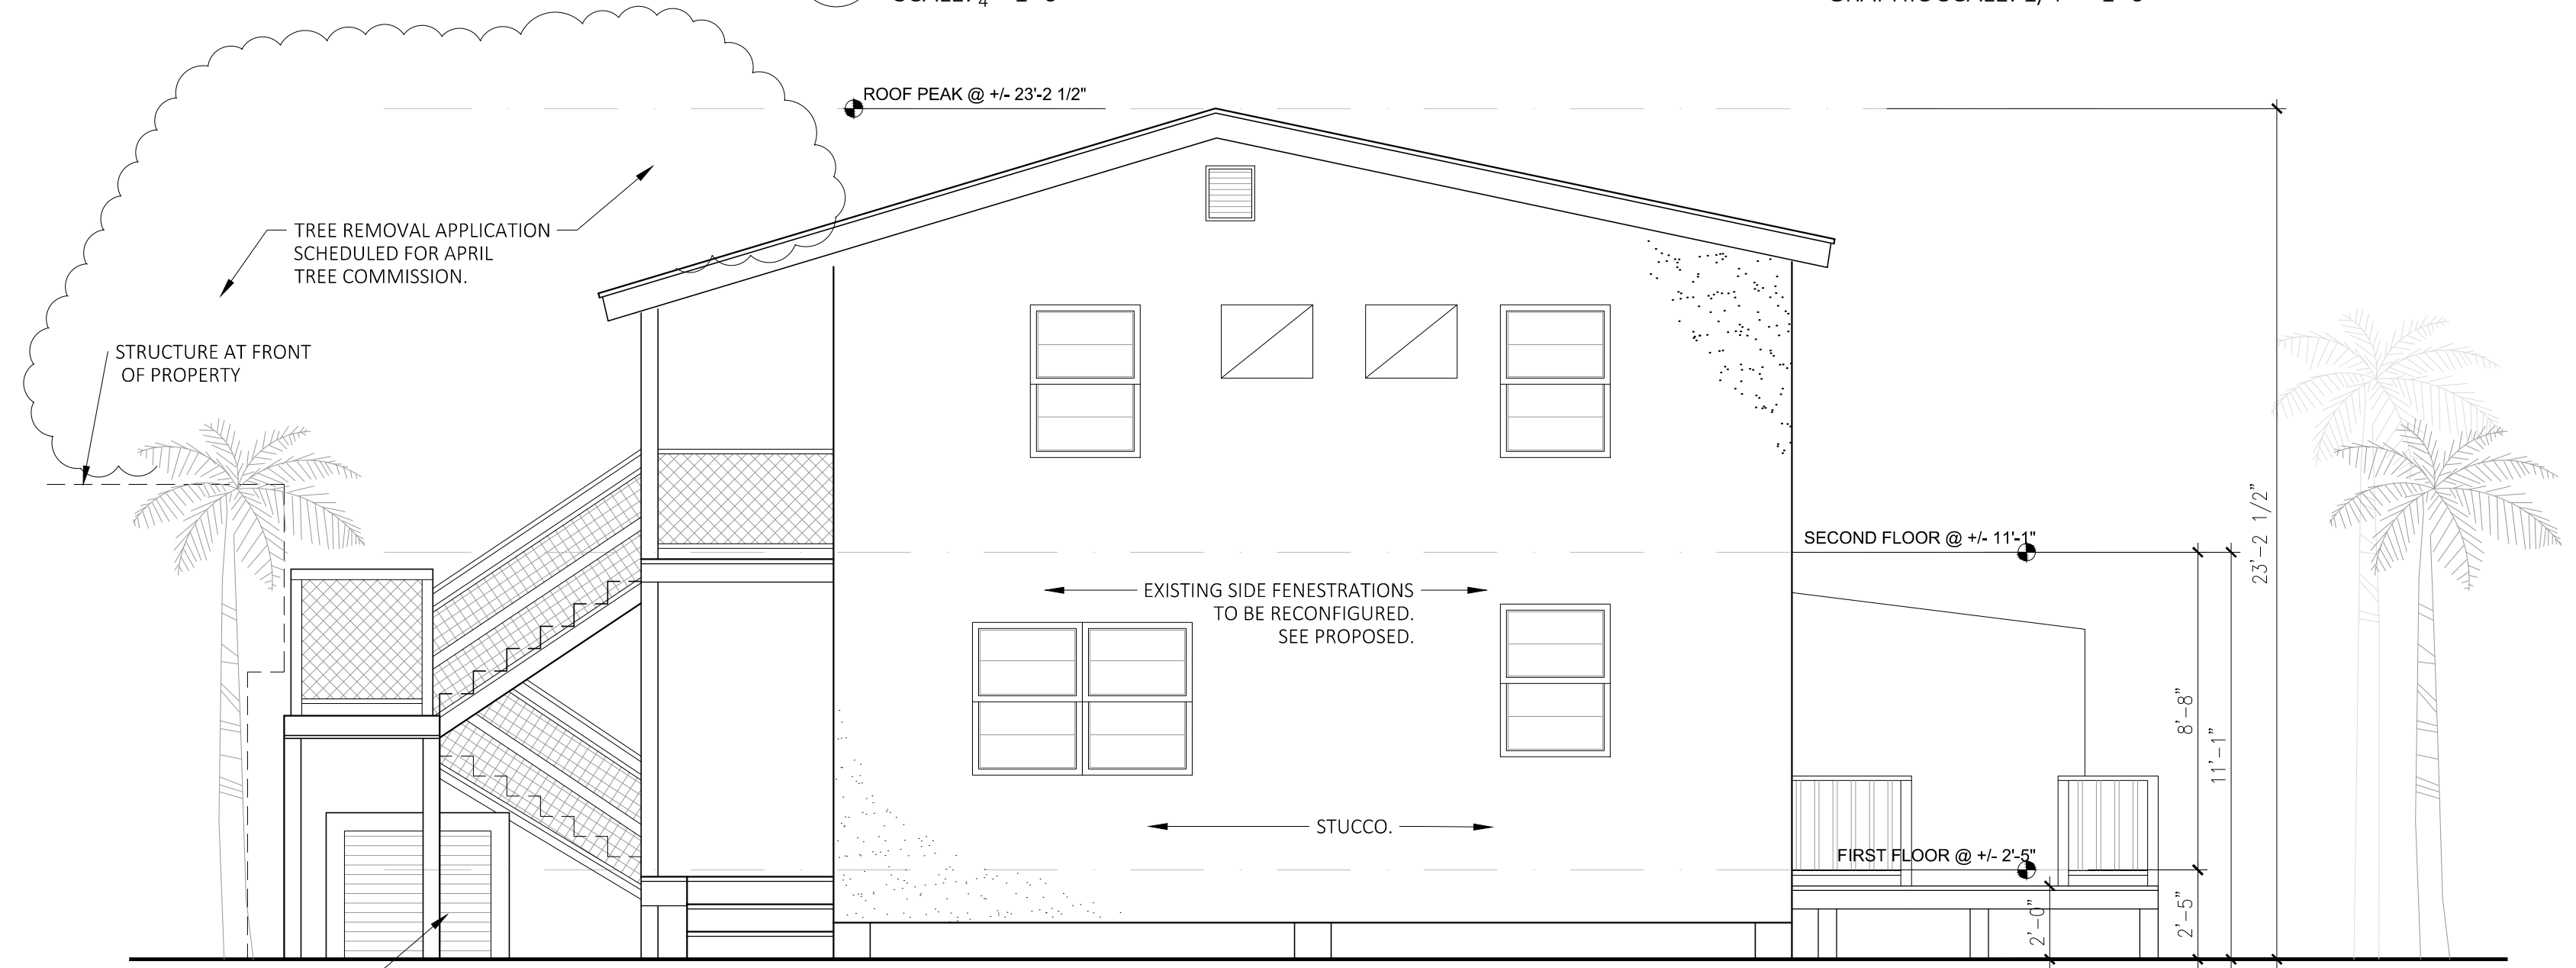 ROOF PEAK @ +/- 23'-2 1/2"
TREE REMOVAL APPLICATION
SCHEDULED FOR APRIL
TREE COMMISSION.
STRUCTURE AT FRONT
OF PROPERTY
SECOND FLOOR @ +/- 11'-1"
EXISTING SIDE FENESTRATIONS
TO BE RECONFIGURED.
SEE PROPOSED.
STUCCO.
FIRST FLOOR @ +/- 2'-5"
2'-0"
2'-5"
8'-8"
11'-1"
23'-2 1/2"